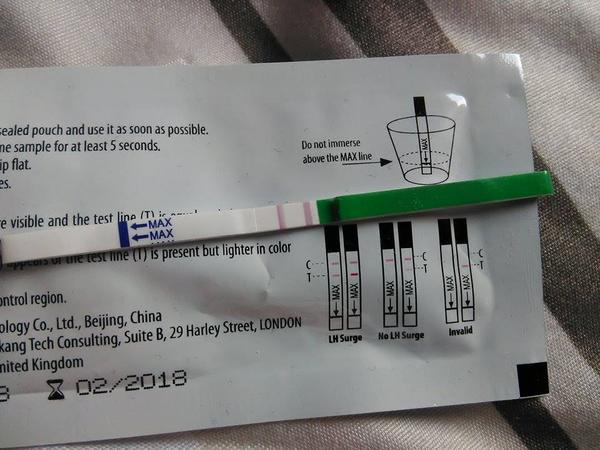 sealed pouch and use it as soon as possible.
ne sample for at least 5 seconds.
ip flat.
es.
Do not immerse
above the MAX line
MAX
re visible and the test line (T) is
MAX
MAX
of the test line (T) is present but lighter in color
ontrol region.
C
T
MAX
MAX
MAX
MAX
C
T
MAX
MAX
LH Surge
No LH Surge
Invalid
ology Co., Ltd., Beijing, China
kang Tech Consulting, Suite B, 29 Harley Street, LONDON
nited Kingdom
8
02/2018